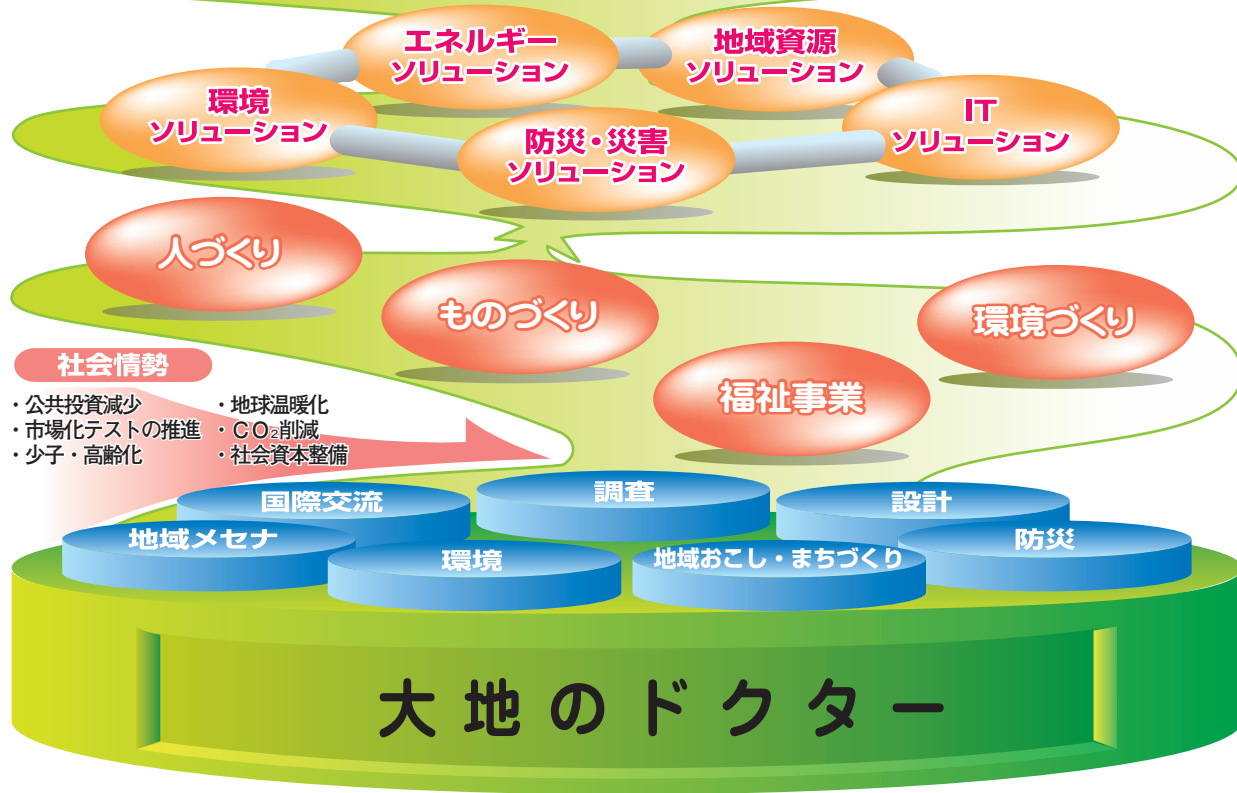 エネルギー
ソリューション
地域資源
ソリューション
環境
ソリューション
IT
ソリューション
防災・災害
ソリューション
人づくり
ものづくり
環境づくり
福祉事業
社会情勢
・公共投資減少
・市場化テストの推進
・少子・高齢化
・地球温暖化
・CO₂削減
・社会資本整備
国際交流
調査
設計
地域メセナ
環境
地域おこし・まちづくり
防災
大地のドクター